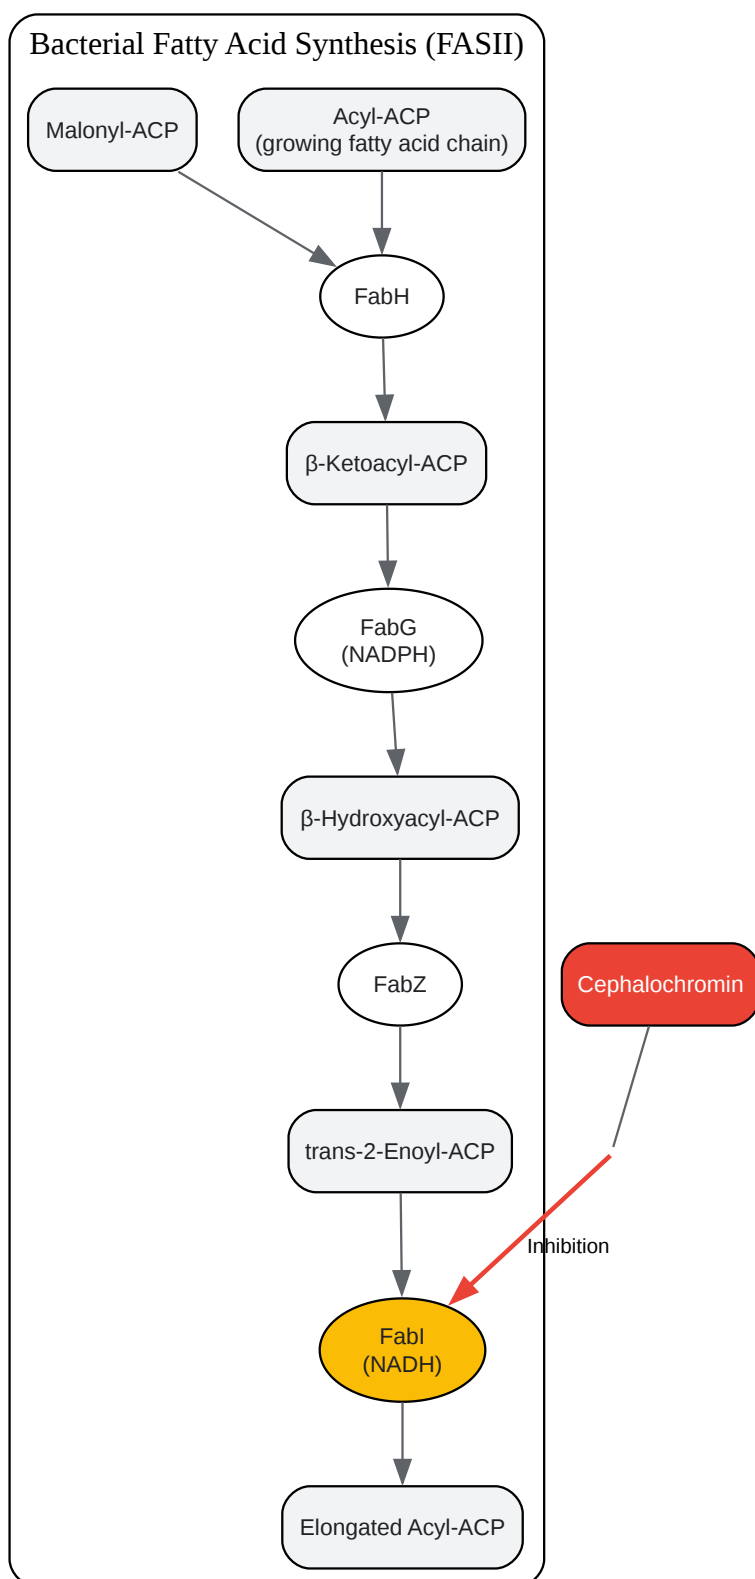 Bacterial Fatty Acid Synthesis (FASII)
Malonyl-ACP
Acyl-ACP
(growing fatty acid chain)
FabH
β-Ketoacyl-ACP
FabG
(NADPH)
β-Hydroxyacyl-ACP
FabZ
Cephalochromin
trans-2-Enoyl-ACP
Inhibition
FabI
(NADH)
Elongated Acyl-ACP